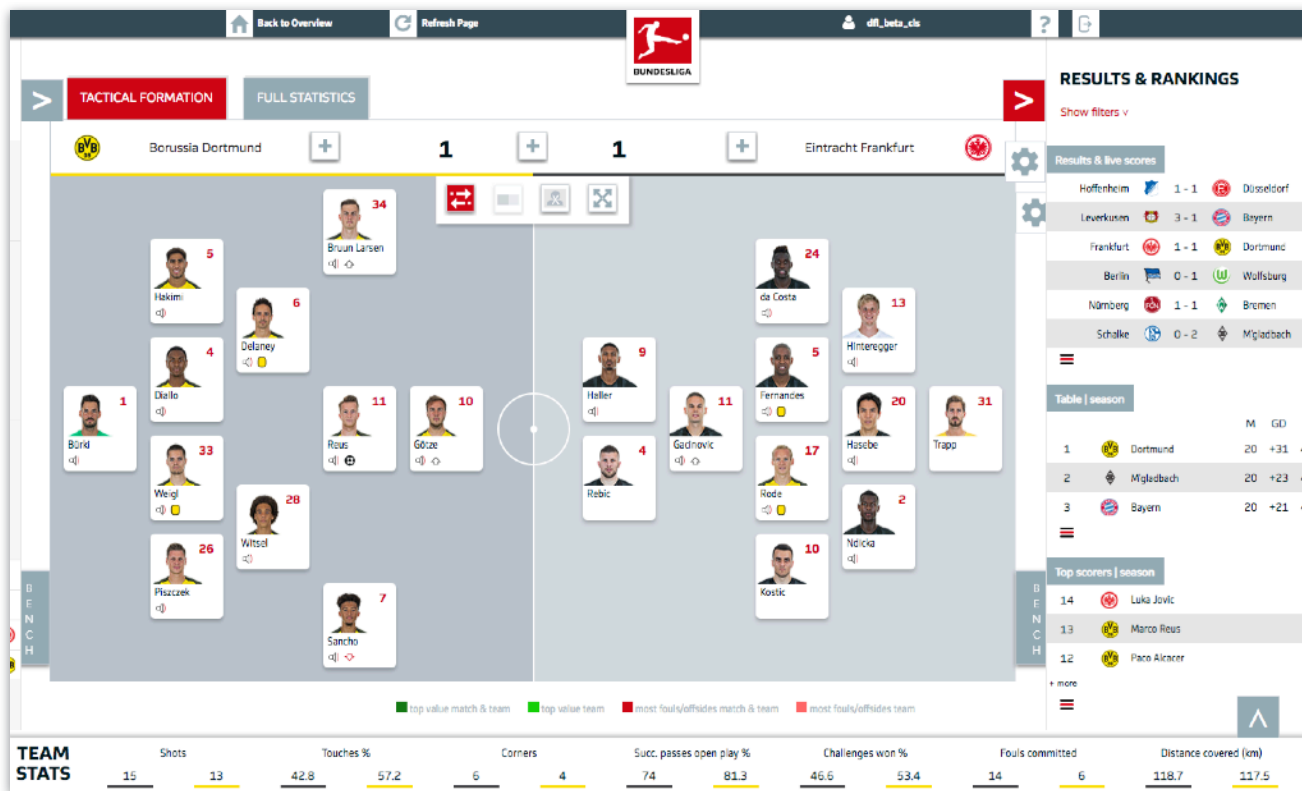 Back to Overview
Refresh Page
BUNDESLIGA
dfl_beta_cls
?
>
TACTICAL FORMATION
FULL STATISTICS
>
Borussia Dortmund
+
1
+
1
+
Eintracht Frankfurt
34
Bruun Larsen
5
Hakimi
6
Delaney
4
Diallo
1
Bürki
11
Reus
10
Götze
33
Weigl
28
Witsel
26
Piszczek
7
Sancho
24
da Costa
13
Hinteregger
9
Haller
5
Fernandes
11
Gacinovic
20
Hasebe
31
Trapp
4
Rebic
17
Rode
2
Ndicka
10
Kostic
BENCH
BENCH
top value match & team
top value team
most fouls/offsides match & team
most fouls/offsides team
RESULTS & RANKINGS
Show filters v
Results & live scores
Hoffenheim 1 - 1 Düsseldorf
Leverkusen 3 - 1 Bayern
Frankfurt 1 - 1 Dortmund
Berlin 0 - 1 Wolfsburg
Nürnberg 1 - 1 Bremen
Schalke 0 - 2 M'gladbach
Table | season
M GD
1 Dortmund 20 +31
2 M'gladbach 20 +23
3 Bayern 20 +21
Top scorers | season
14 Luka Jovic
13 Marco Reus
12 Paco Alcacer
+ more
TEAM STATS
Shots
15 13
Touches %
42.8 57.2
Corners
6 4
Succ. passes open play %
74 81.3
Challenges won %
46.6 53.4
Fouls committed
14 6
Distance covered (km)
118.7 117.5